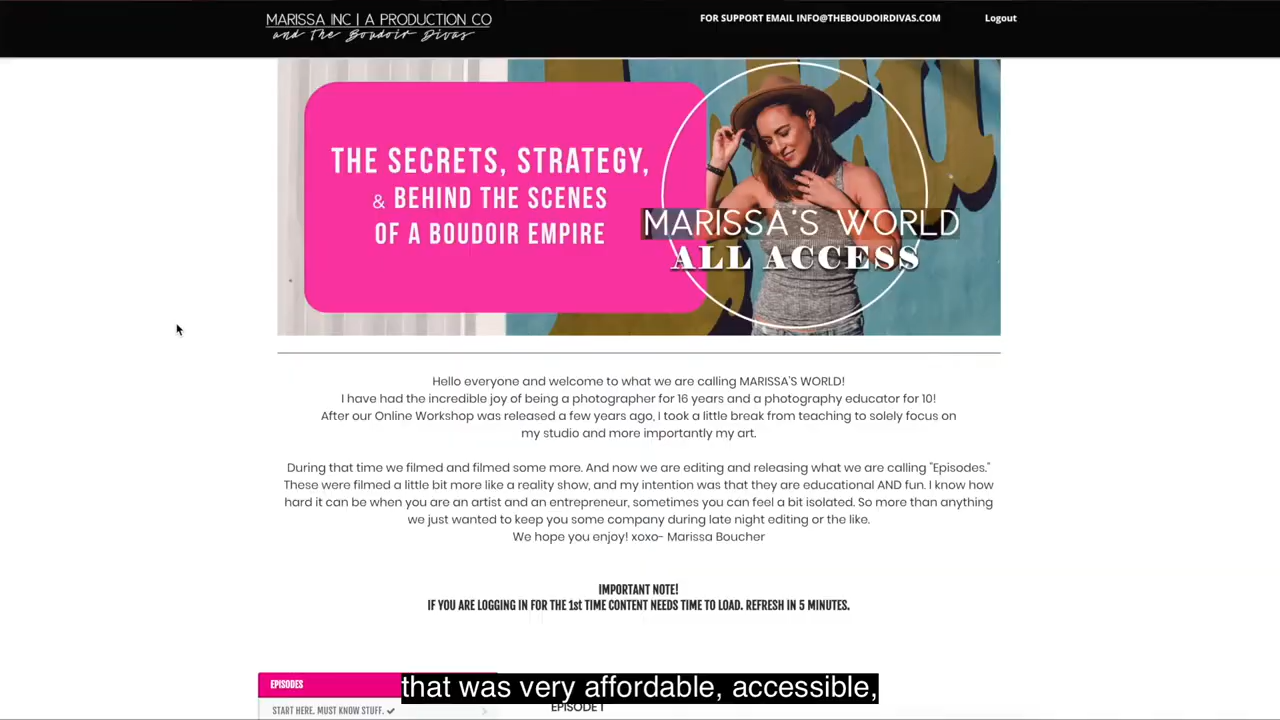 MARISSA INC | A PRODUCTION CO
and The Boudoir Divas
FOR SUPPORT EMAIL INFO@THEBOUDOIRDIVAS.COM
Logout
THE SECRETS, STRATEGY,
& BEHIND THE SCENES
OF A BOUDOIR EMPIRE
MARISSA'S WORLD
ALL ACCESS
Hello everyone and welcome to what we are calling MARISSA'S WORLD!
I have had the incredible joy of being a photographer for 16 years and a photography educator for 10!
After our Online Workshop was released a few years ago, I took a little break from teaching to solely focus on
my studio and more importantly my art.
During that time we filmed and filmed some more. And now we are editing and releasing what we are calling "Episodes."
These were filmed a little bit more like a reality show, and my intention was that they are educational AND fun. I know how
hard it can be when you are an artist and an entrepreneur, sometimes you can feel a bit isolated. So more than anything
we just wanted to keep you some company during late night editing or the like.
We hope you enjoy! xoxo- Marissa Boucher
IMPORTANT NOTE!
IF YOU ARE LOGGING IN FOR THE 1st TIME CONTENT NEEDS TIME TO LOAD. REFRESH IN 5 MINUTES.
EPISODES
that was very affordable, accessible,
START HERE. MUST KNOW STUFF.
EPISODE 1